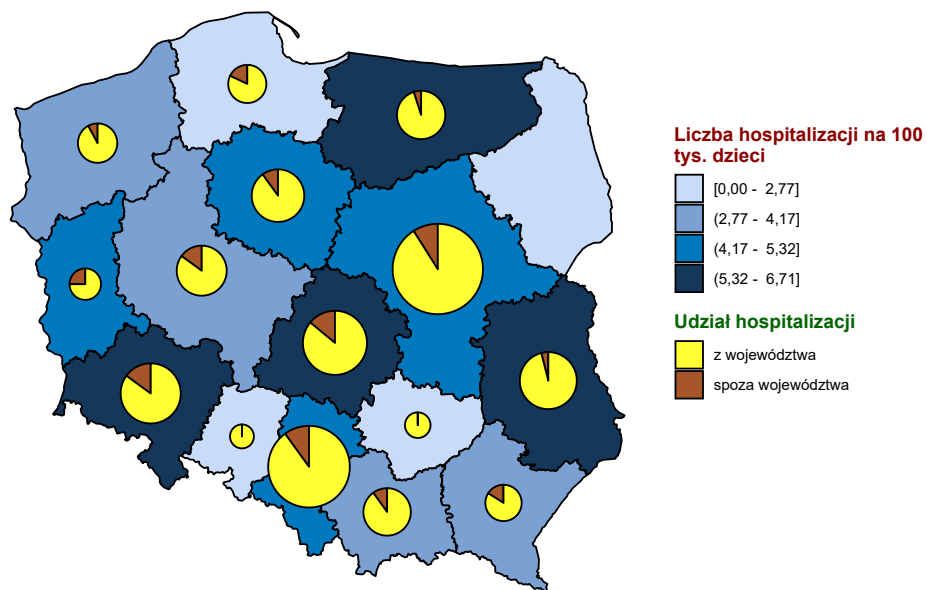 Liczba hospitalizacji na 100
tys. dzieci
[0,00 - 2,77]
(2,77 - 4,17]
(4,17 - 5,32]
(5,32 - 6,71]
Udział hospitalizacji
z województwa
spoza województwa